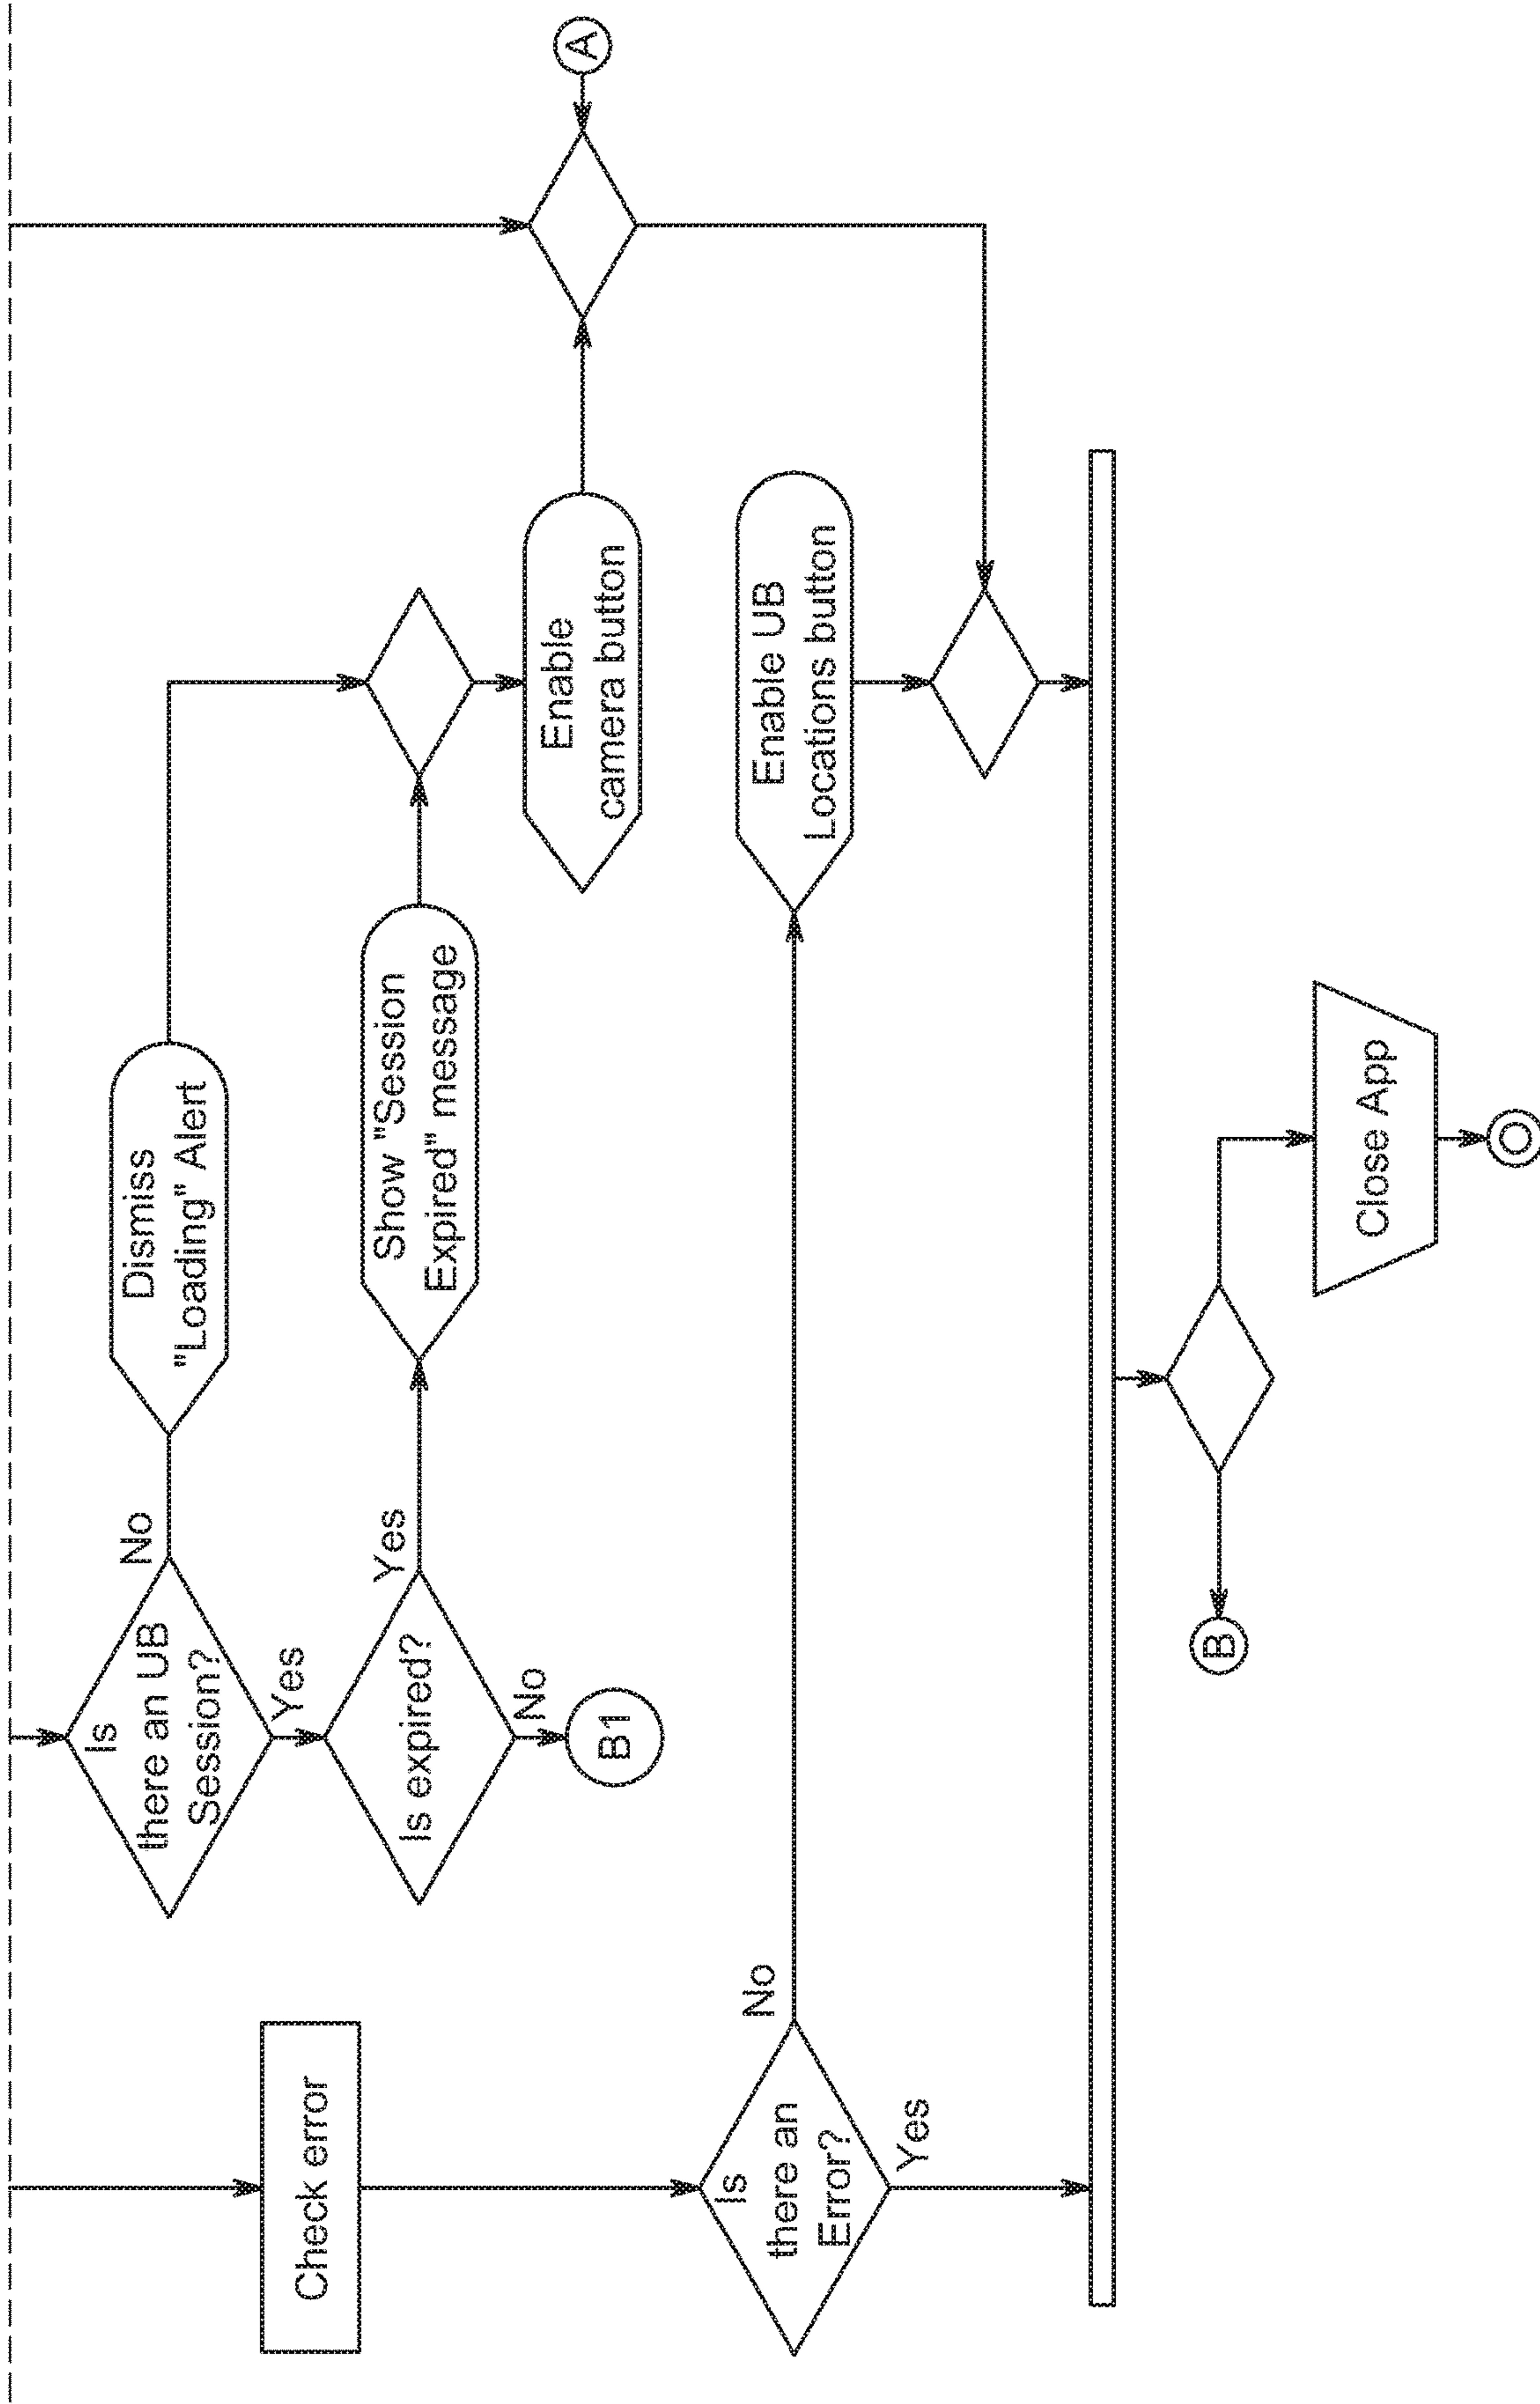 Check error
Is
there an
Error?
Yes
No
Is
there an UB
Session?
No
Yes
Is expired?
Yes
No
B1
Dismiss
"Loading" Alert
Show "Session
Expired" message
Enable
camera button
Enable UB
Locations button
A
B
Close App